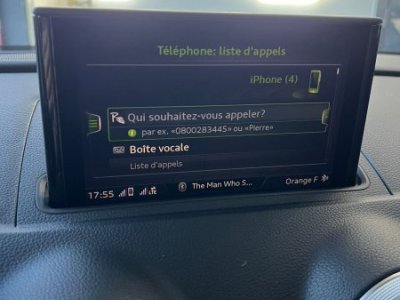 Téléphone: liste d'appels
iPhone (4)
Qui souhaitez-vous appeler?
par ex. «0800283445» ou «Pierre»
Boîte vocale
Liste d'appels
17:55 LTE The Man Who S... Orange F